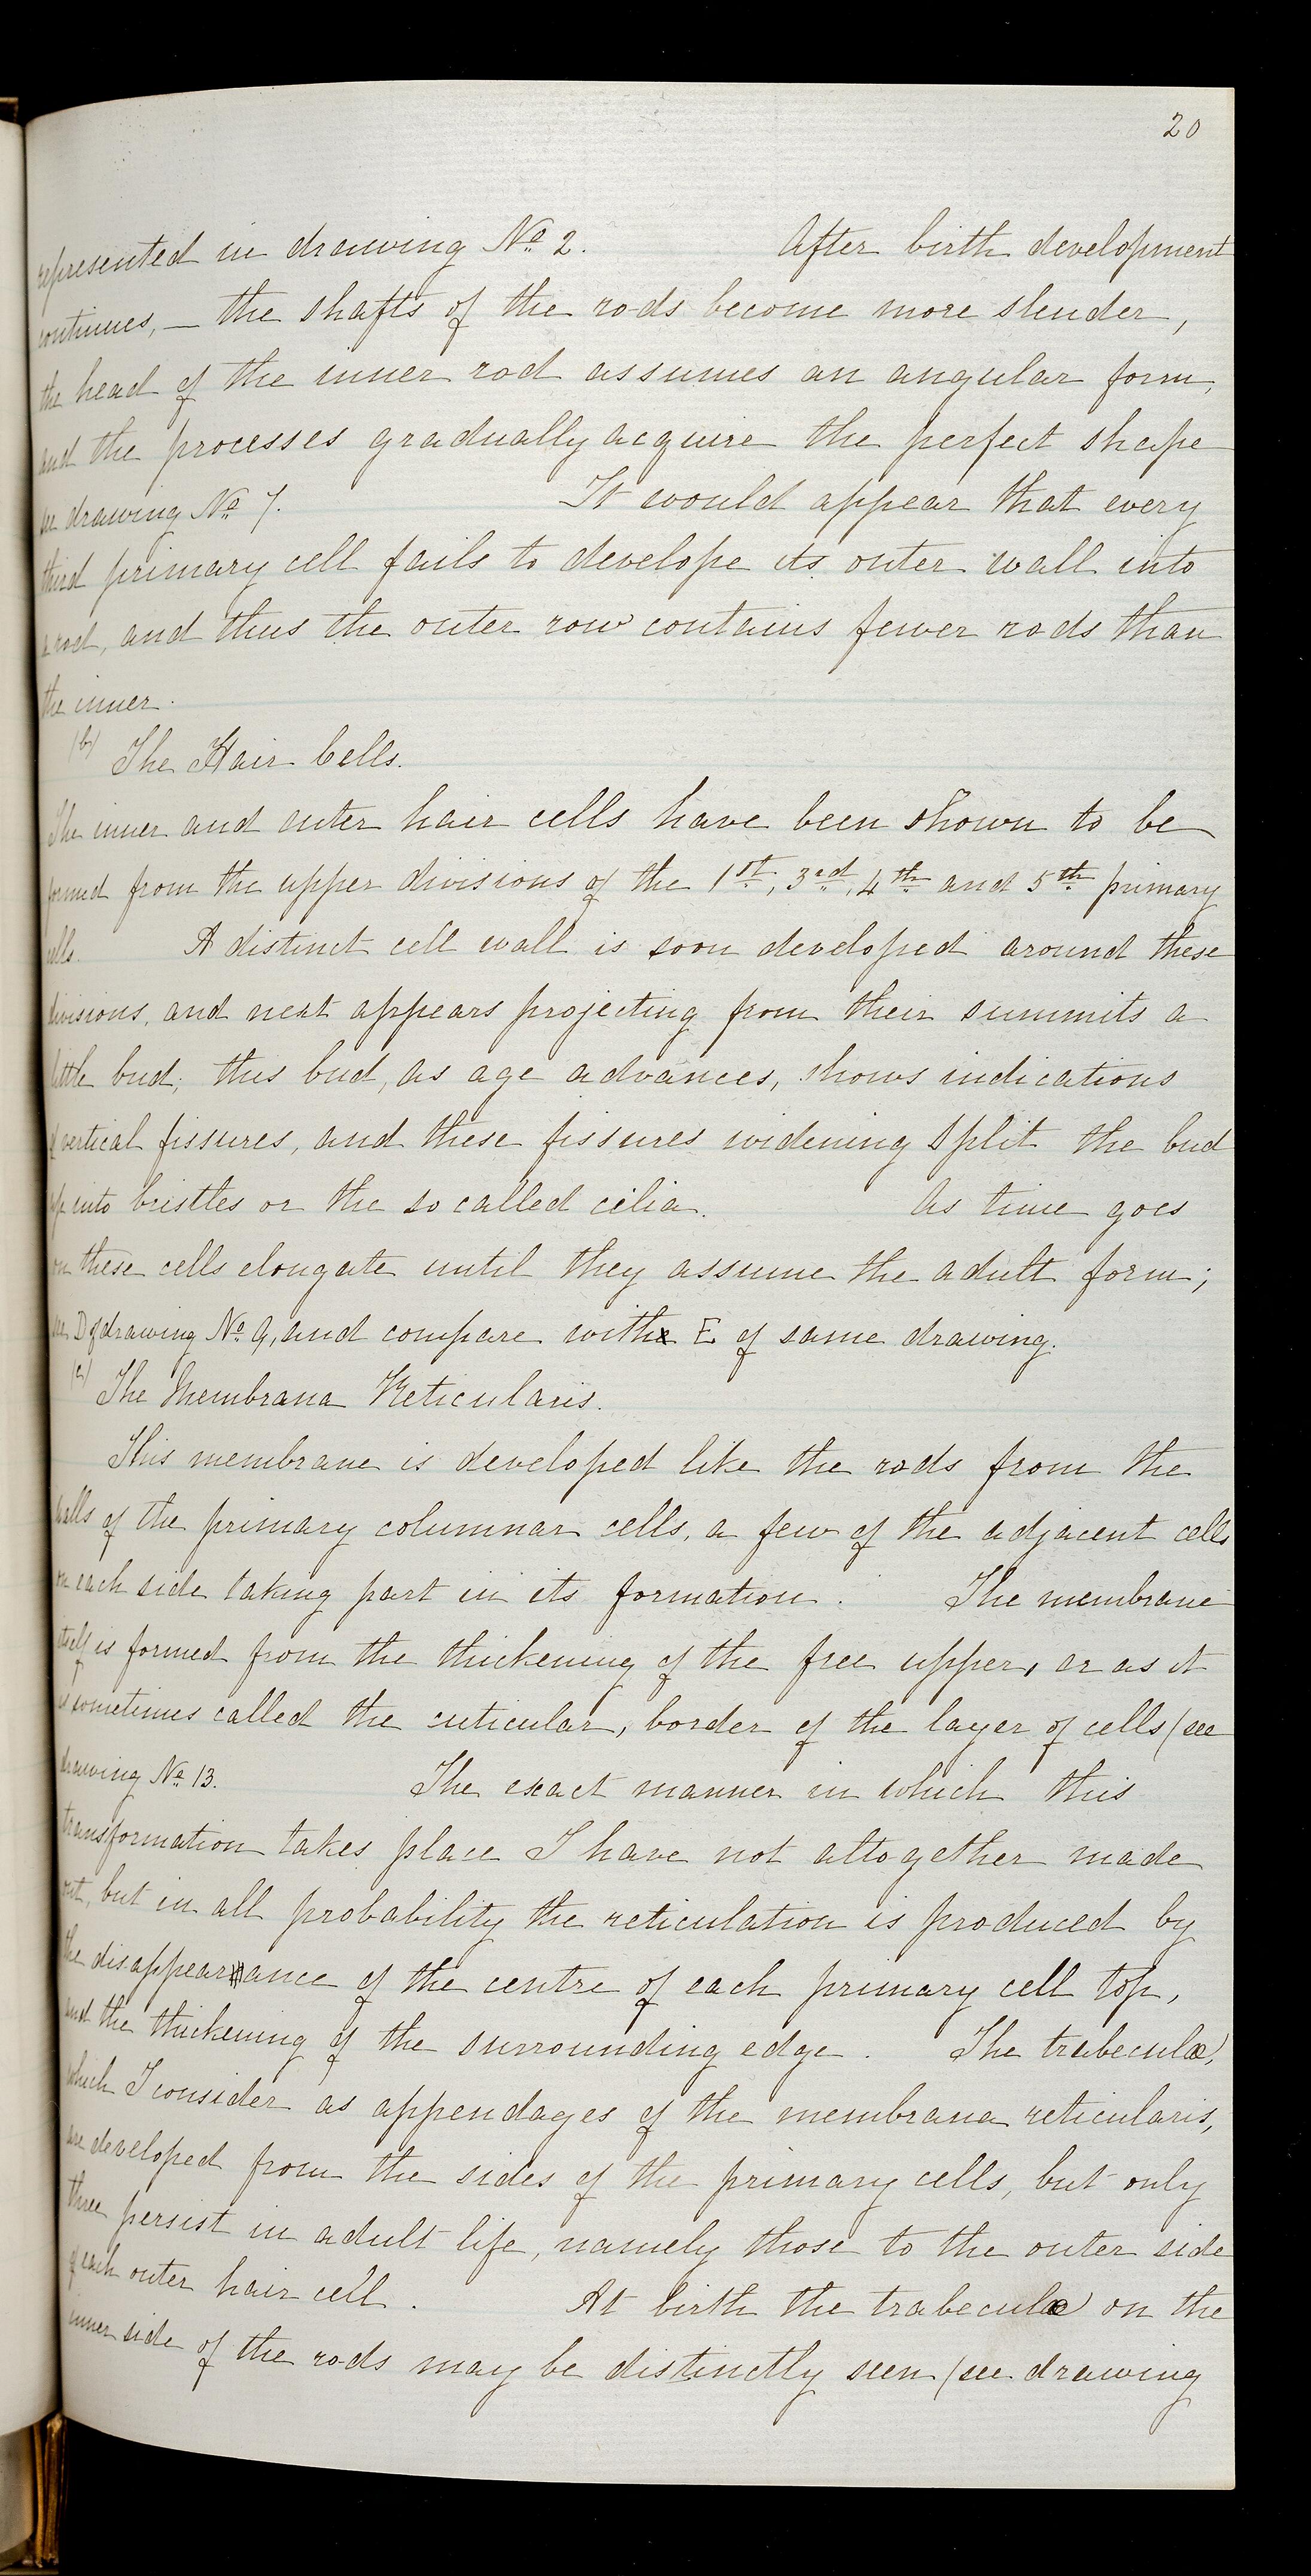 20
represented in drawing No 2. After birth development
continues, — the shafts of the rods become more slender,
the head of the inner rod assumes an angular form,
and the processes gradually acquire the perfect shape
see drawing No 7. It would appear that every
third primary cell fails to develope its outer wall into
a rod, and thus the outer row contains fewer rods than
the inner.
(b) The Hair Cells.
The inner and outer hair cells have been shown to be
formed from the upper divisions of the 1st, 3rd, 4th and 5th primary
cells. A distinct cell wall is soon developed around these
divisions, and next appears projecting from their summits a
little bud; this bud, as age advances, shows indications
of vertical fissures, and these fissures widening split the bud
up into bristles or the so called cilia. As time goes
on these cells elongate until they assume the adult form;
see D of drawing No 9, and compare with E of same drawing.
(c) The Membrana Reticularis.
This membrane is developed like the rods from the
walls of the primary columnar cells, a few of the adjacent cells
on each side taking part in its formation. The membrane
itself is formed from the thickening of the free upper, or as it
is sometimes called the cuticular, border of the layer of cells (see
drawing No 13. The exact manner in which this
transformation takes place I have not altogether made
out, but in all probability the reticulation is produced by
the disappearance of the centre of each primary cell top,
and the thickening of the surrounding edge. The trabeculæ,
which I consider as appendages of the membrana reticularis,
are developed from the sides of the primary cells, but only
three persist in adult life, namely those to the outer side
of each outer hair cell. At birth the trabeculæ on the
inner side of the rods may be distinctly seen (see drawing